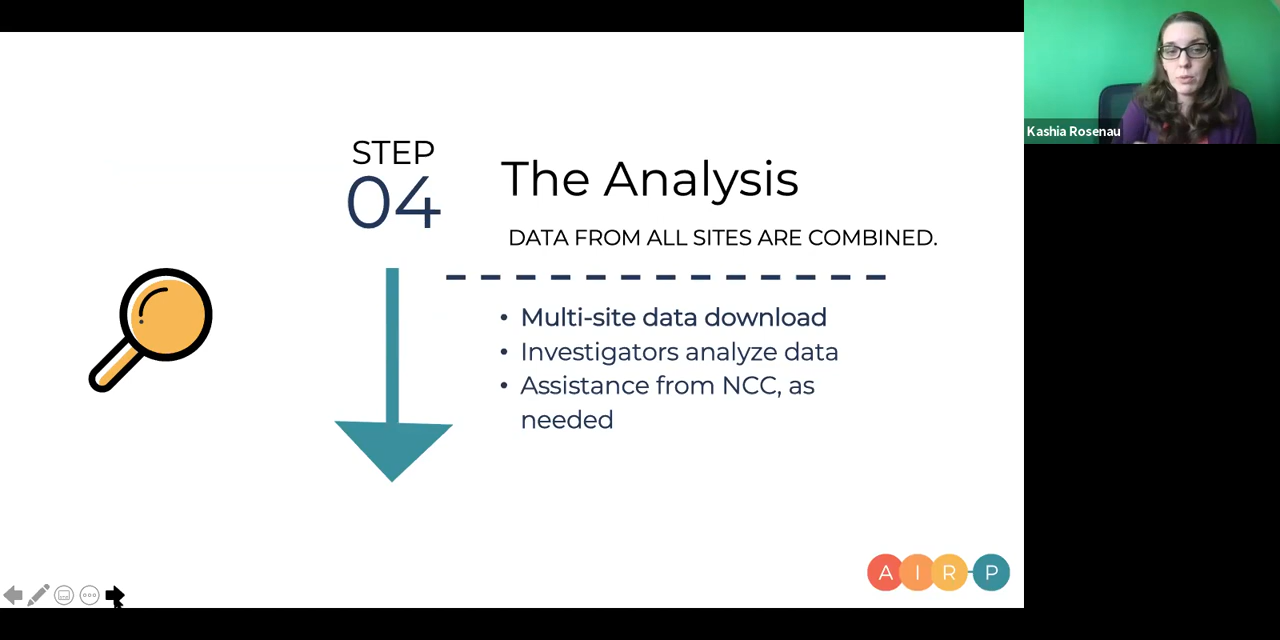 STEP
04
The Analysis
DATA FROM ALL SITES ARE COMBINED.
• Multi-site data download
• Investigators analyze data
• Assistance from NCC, as
needed
A I R - P
Kashia Rosenau